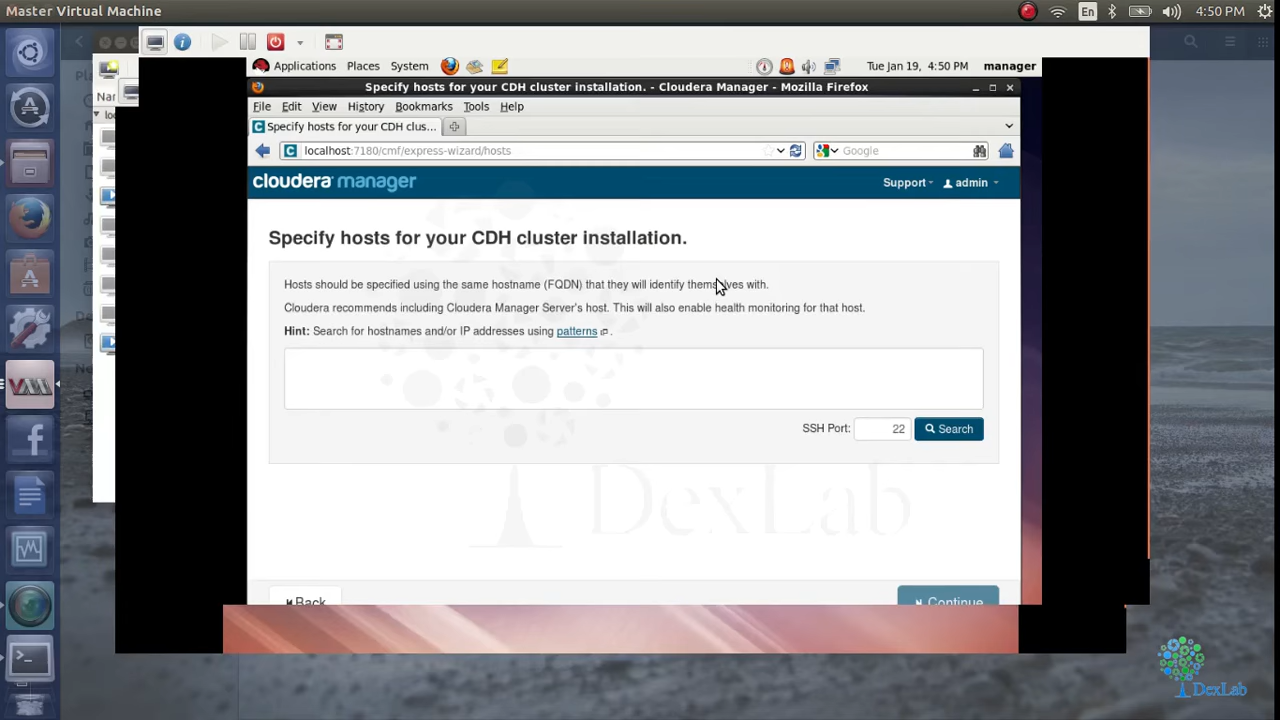 Master Virtual Machine
En
4:50 PM
Applications Places System
Tue Jan 19, 4:50 PM manager
Specify hosts for your CDH cluster installation. - Cloudera Manager - Mozilla Firefox
File Edit View History Bookmarks Tools Help
Specify hosts for your CDH clus...
localhost:7180/cmf/express-wizard/hosts
Google
cloudera manager
Support admin
Specify hosts for your CDH cluster installation.
Hosts should be specified using the same hostname (FQDN) that they will identify themselves with.
Cloudera recommends including Cloudera Manager Server's host. This will also enable health monitoring for that host.
Hint: Search for hostnames and/or IP addresses using patterns .
SSH Port: 22 Search
DexLab
Back Continue
DexLab